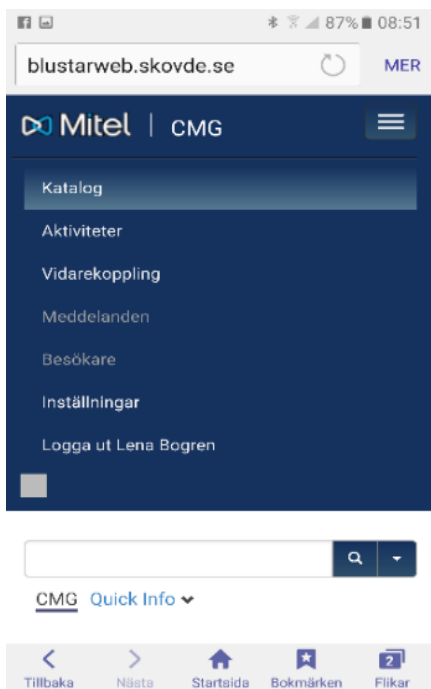 87% 08:51
blustarweb.skovde.se MER
Mitel | CMG
Katalog
Aktiviteter
Vidarekoppling
Meddelanden
Besökare
Inställningar
Logga ut Lena Bogren
CMG Quick Info
2
Tillbaka Nästa Startsida Bokmärken Flikar